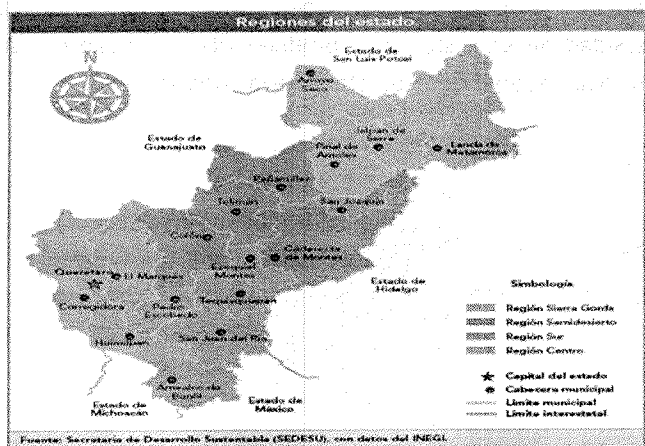 Regiones del estado
N
Estado de
San Luis Potosí
Arroyo
Seco
Jalpan de
Serra
Landa de
Matamoros
Pinal de
Amoles
Estado de
Guanajuato
Peñamiller
San Joaquín
Tolimán
Colón
Cadereyta
de Montes
Ezequiel
Montes
Querétaro
El Marqués
Estado de
Hidalgo
Corregidora
Pedro
Escobedo
Tequisquiapan
Huimilpan
San Juan del Río
Amealco de
Bonfil
Estado de
Michoacán
Estado de
México
Simbología
Región Sierra Gorda
Región Semidesierto
Región Sur
Región Centro
Capital del estado
Cabecera municipal
Límite municipal
Límite interestatal
Fuente: Secretaría de Desarrollo Sustentable (SEDESU), con datos del INEGI.